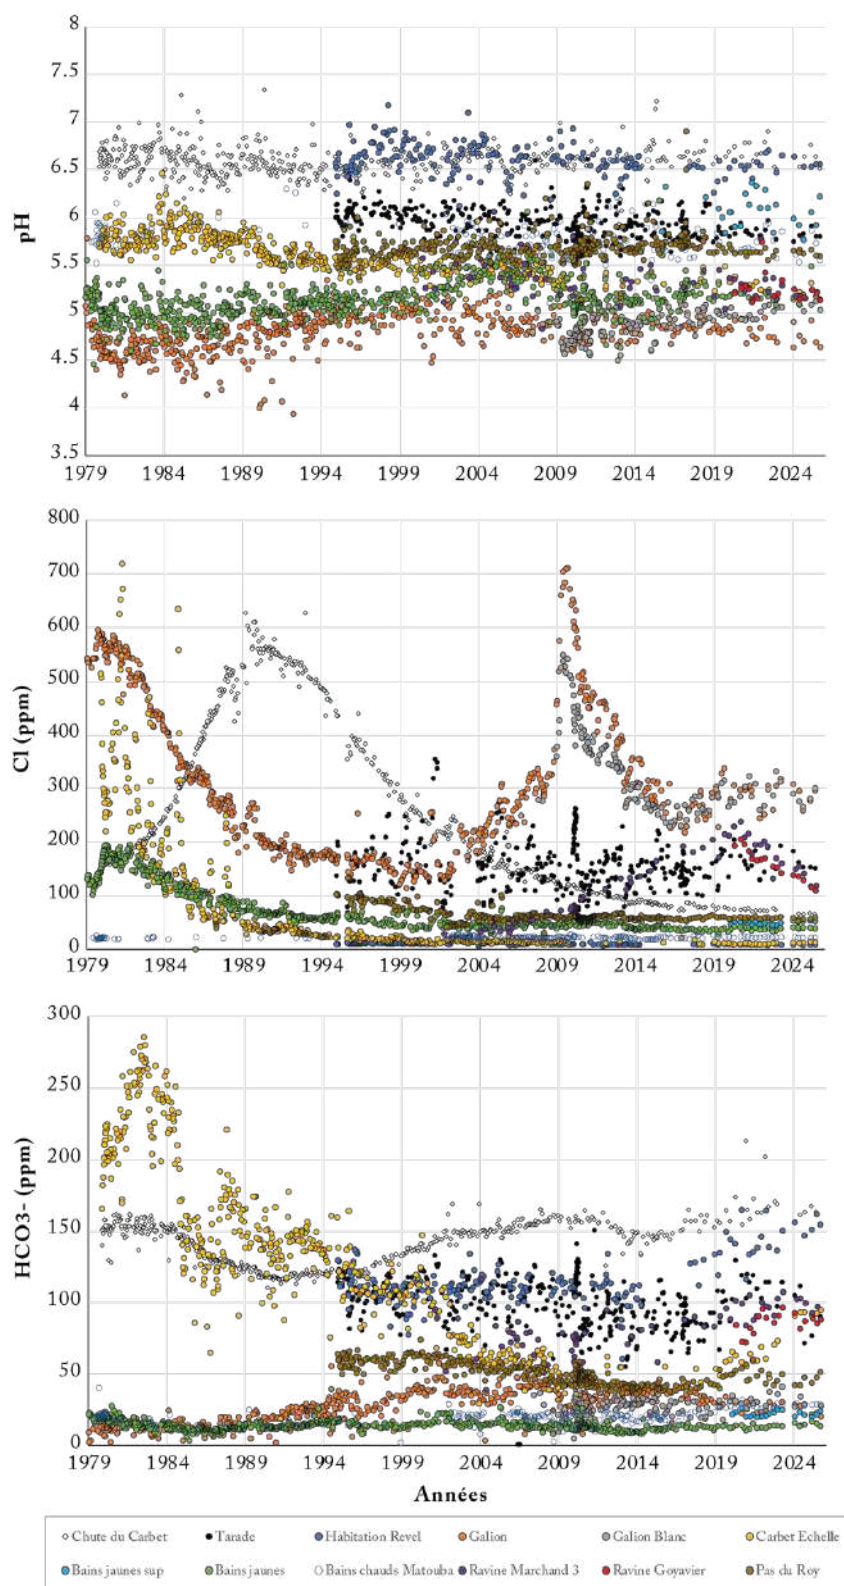 8
7.5
7
6.5
6
5.5
5
4.5
4
3.5
pH
1979 1984 1989 1994 1999 2004 2009 2014 2019 2024
800
700
600
500
400
300
200
100
0
Cl (ppm)
1979 1984 1989 1994 1999 2004 2009 2014 2019 2024
300
250
200
150
100
50
0
HCO3- (ppm)
1979 1984 1989 1994 1999 2004 2009 2014 2019 2024
Années
Chute du Carbet Tarade Habitation Revel Galion Galion Blanc Carbet Echelle
Bains jaunes sup Bains jaunes Bains chauds Matouba Ravine Marchand 3 Ravine Goyavier Pas du Roy